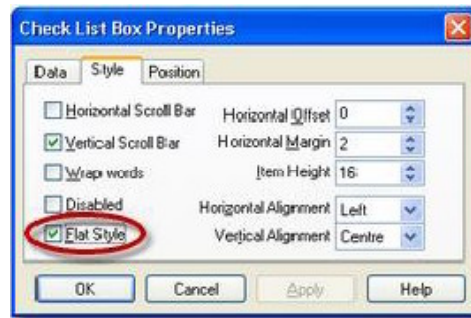 Check List Box Properties
Data Style Position
Horizontal Scroll Bar Horizontal Offset 0
Vertical Scroll Bar Horizontal Margin 2
Wrap words Item Height 16
Disabled Horizontal Alignment Left
Flat Style Vertical Alignment Centre
OK Cancel Apply Help